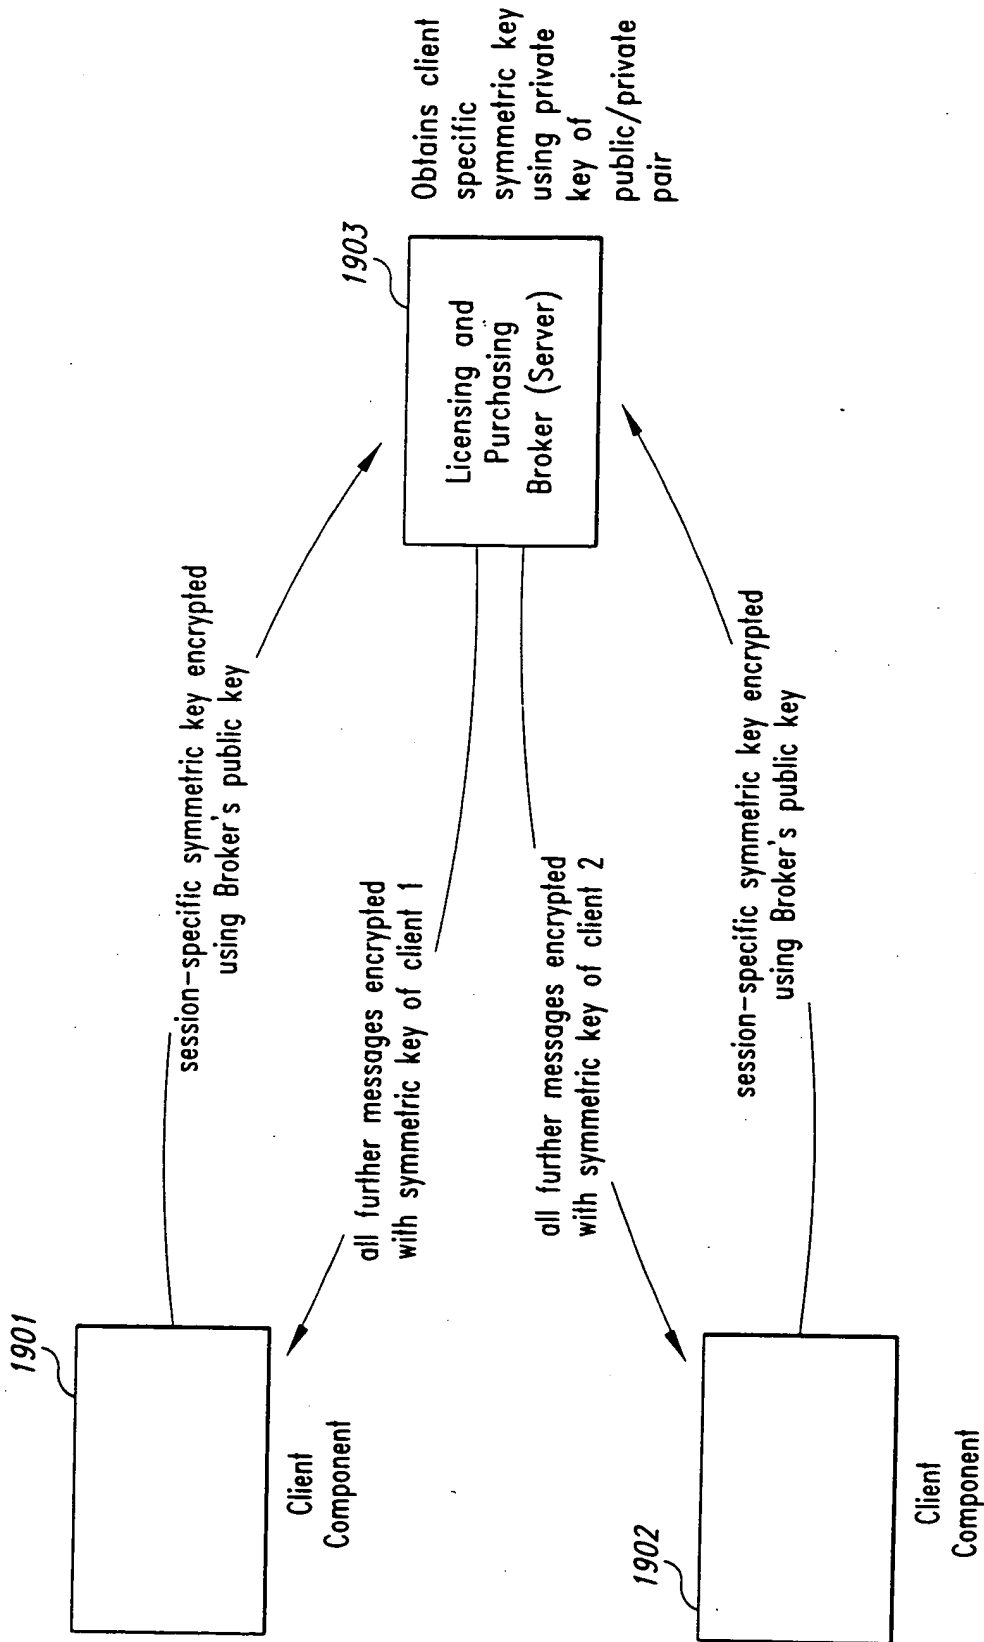 1901
Client
Component
session-specific symmetric key encrypted
using Broker's public key
all further messages encrypted
with symmetric key of client 1
1903
Licensing and
Purchasing
Broker (Server)
Obtains client
specific
symmetric key
using private
key of
public/private
pair
all further messages encrypted
with symmetric key of client 2
session-specific symmetric key encrypted
using Broker's public key
1902
Client
Component